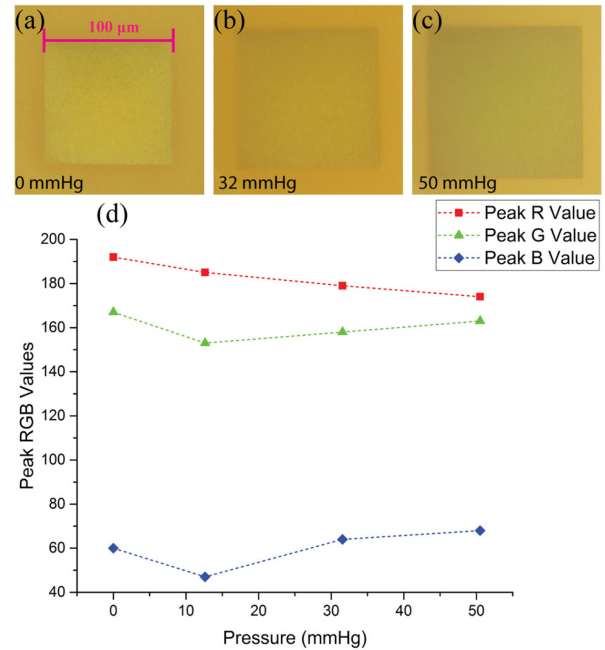 (a) (b) (c)
100 µm
0 mmHg 32 mmHg 50 mmHg
(d)
Peak R Value
Peak G Value
Peak B Value
200
180
160
140
120
100
80
60
40
Peak RGB Values
0 10 20 30 40 50
Pressure (mmHg)